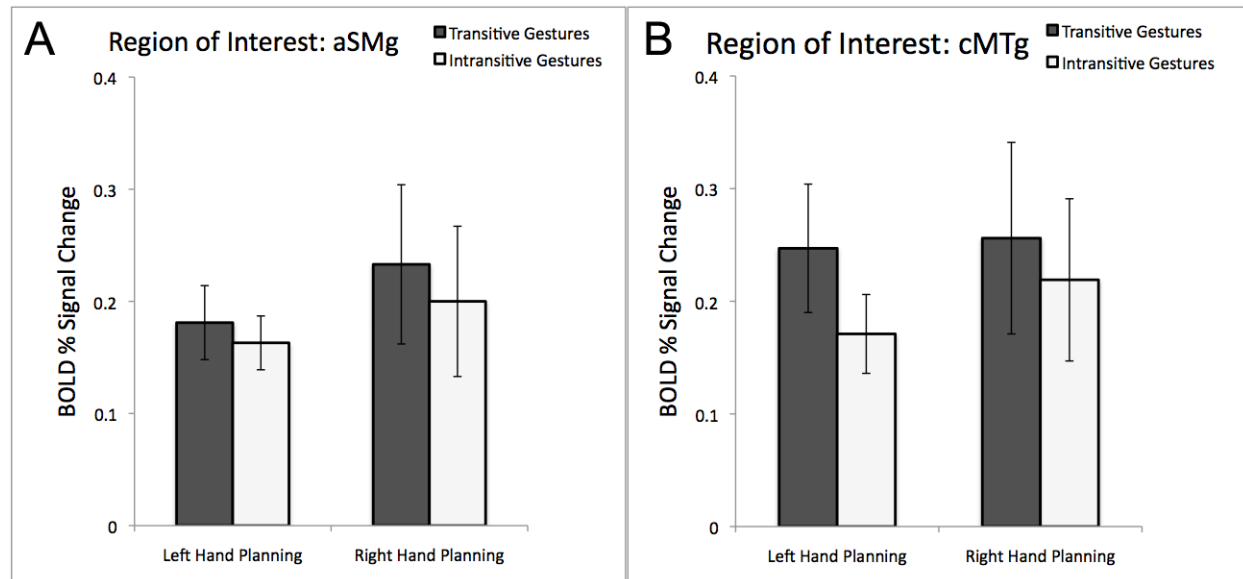 A
Region of Interest: aSMg
Transitive Gestures
Intransitive Gestures
BOLD % Signal Change
0.4
0.3
0.2
0.1
0
Left Hand Planning
Right Hand Planning
B
Region of Interest: cMTg
Transitive Gestures
Intransitive Gestures
BOLD % Signal Change
0.4
0.3
0.2
0.1
0
Left Hand Planning
Right Hand Planning